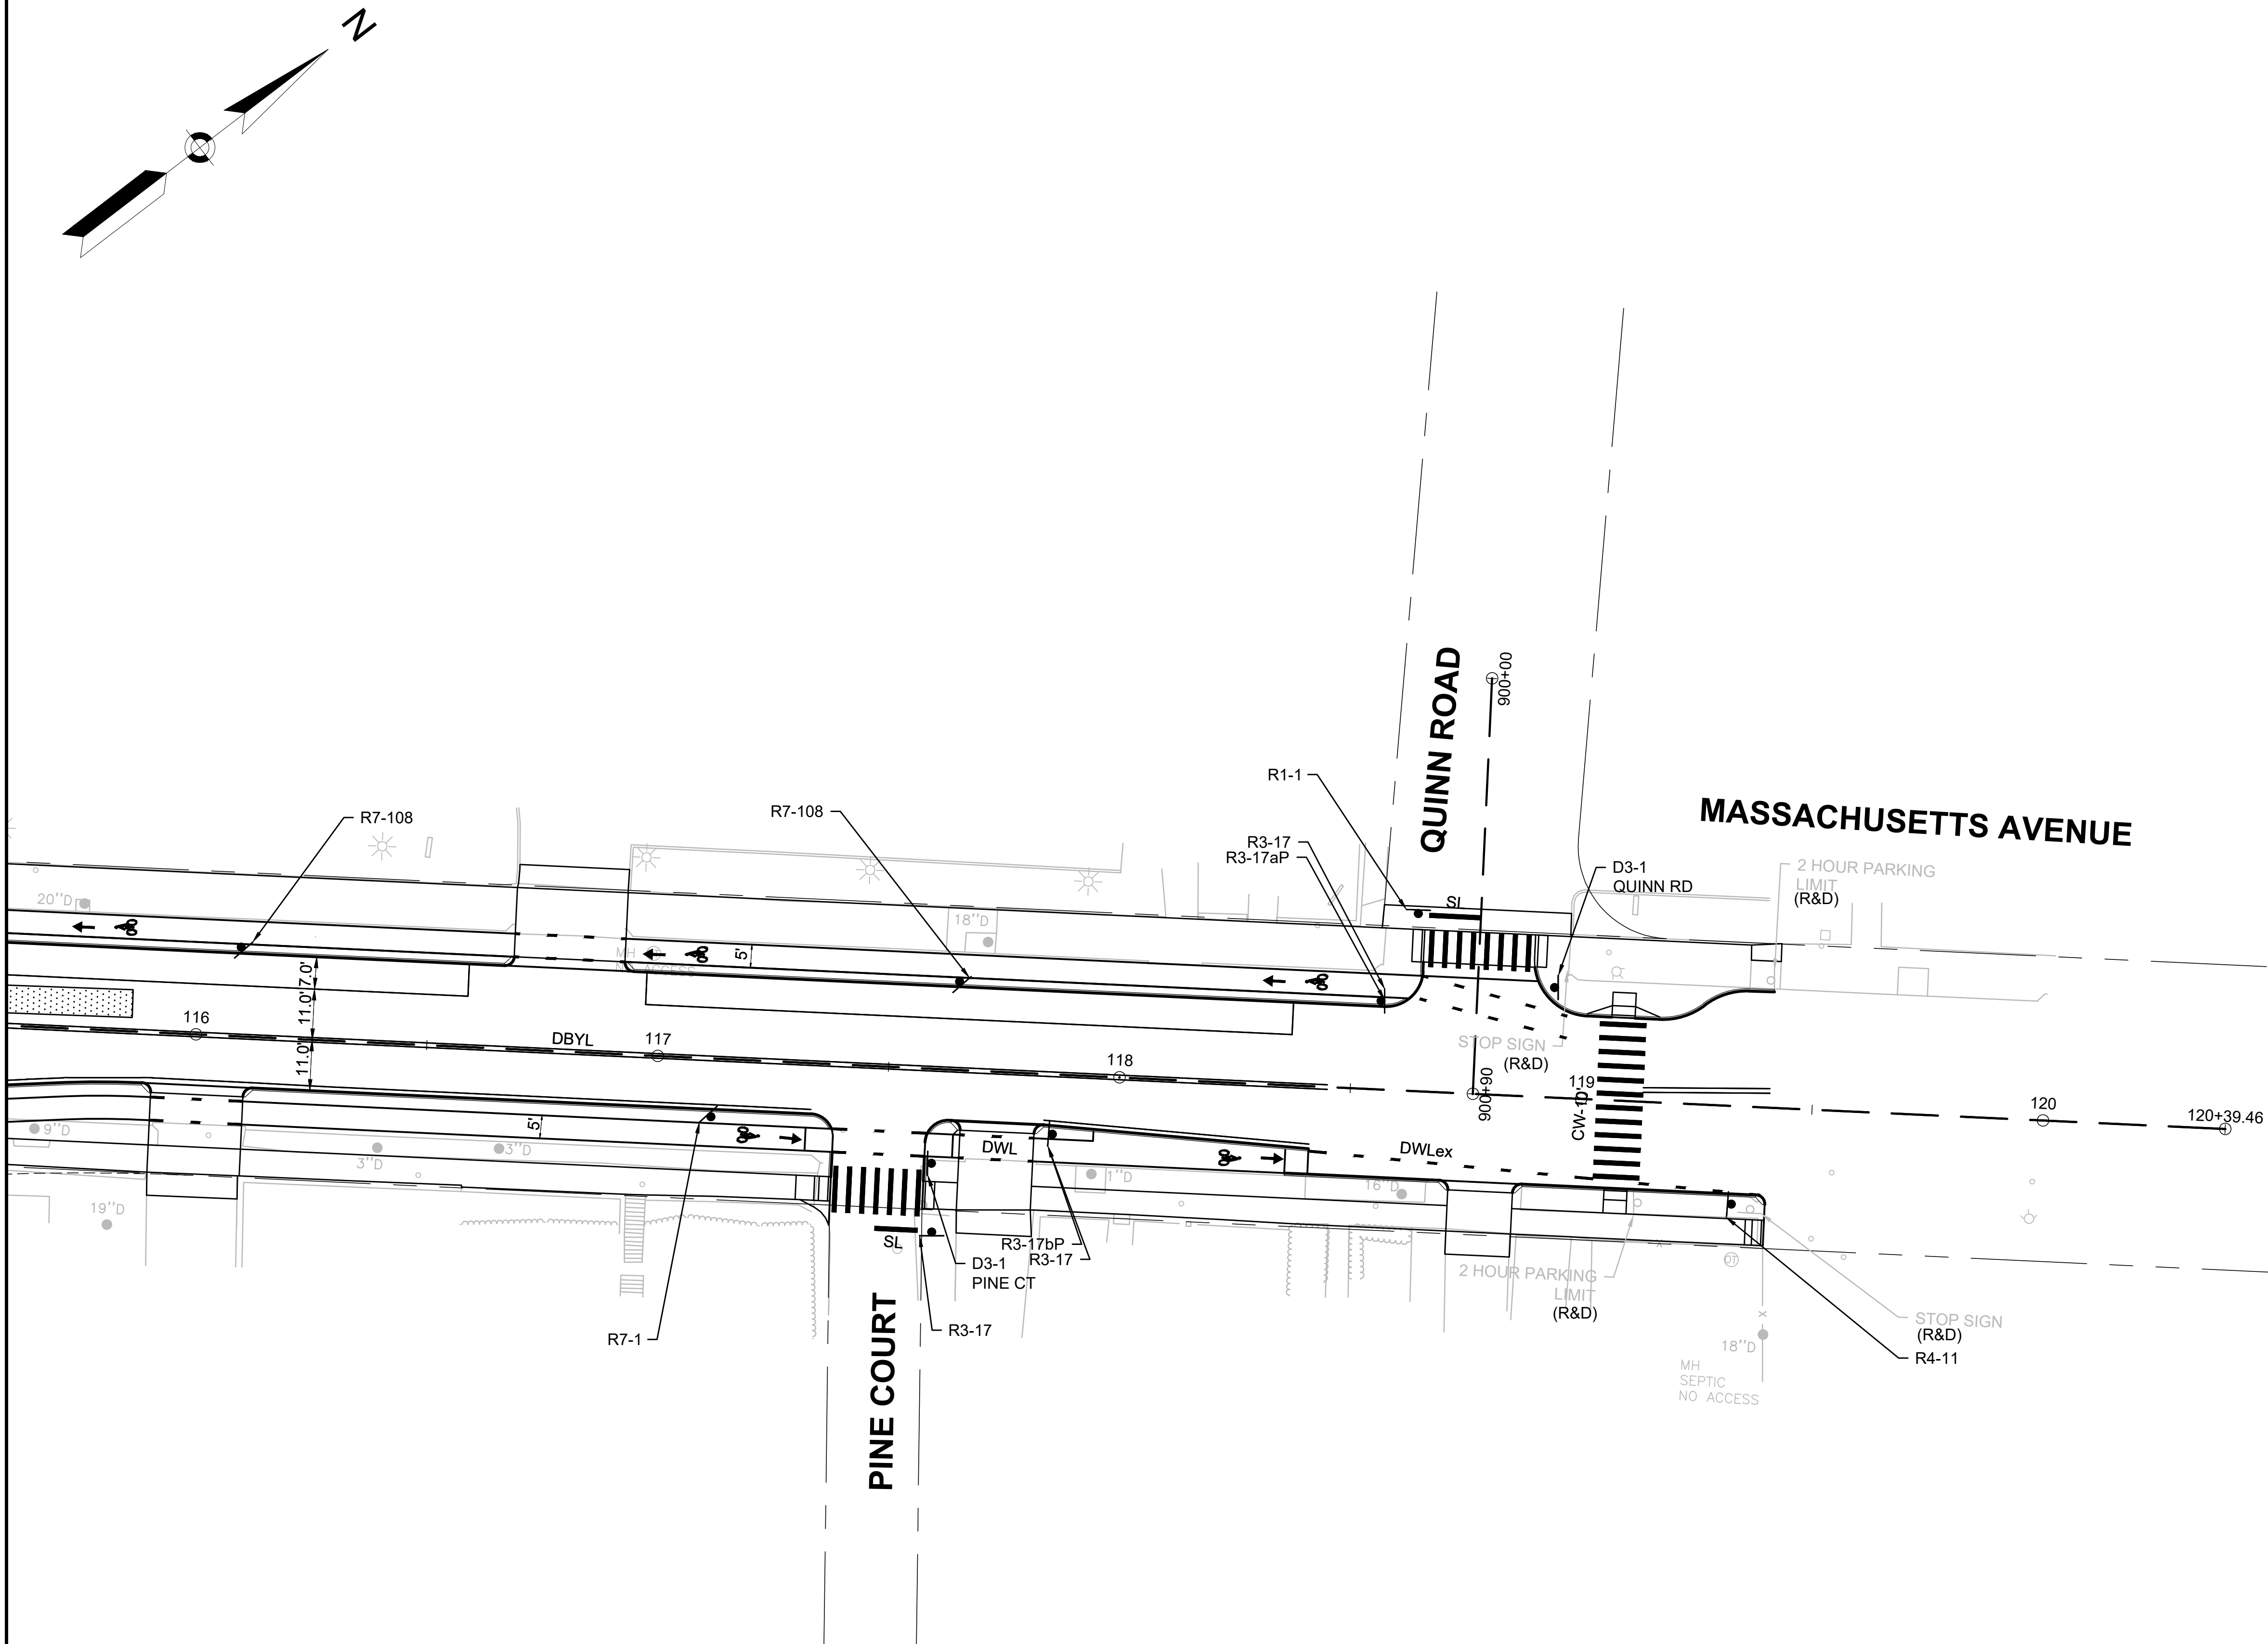 N
QUINN ROAD
900+00
MASSACHUSETTS AVENUE
R1-1
R7-108
R7-108
R3-17
R3-17aP
D3-1
QUINN RD
2 HOUR PARKING
LIMIT
(R&D)
SL
20''D
18''D
MH
ACCESS
5'
7.0'
11.0'
11.0'
116
DBYL
117
118
STOP SIGN
(R&D)
900+90
119
CW-10'
120
120+39.46
9''D
3''D
3''D
5'
DWL
DWLex
1''D
16''D
19''D
SL
R3-17bP
R3-17
D3-1
PINE CT
R3-17
R7-1
PINE COURT
2 HOUR PARKING
LIMIT
(R&D)
STOP SIGN
(R&D)
R4-11
18''D
MH
SEPTIC
NO ACCESS